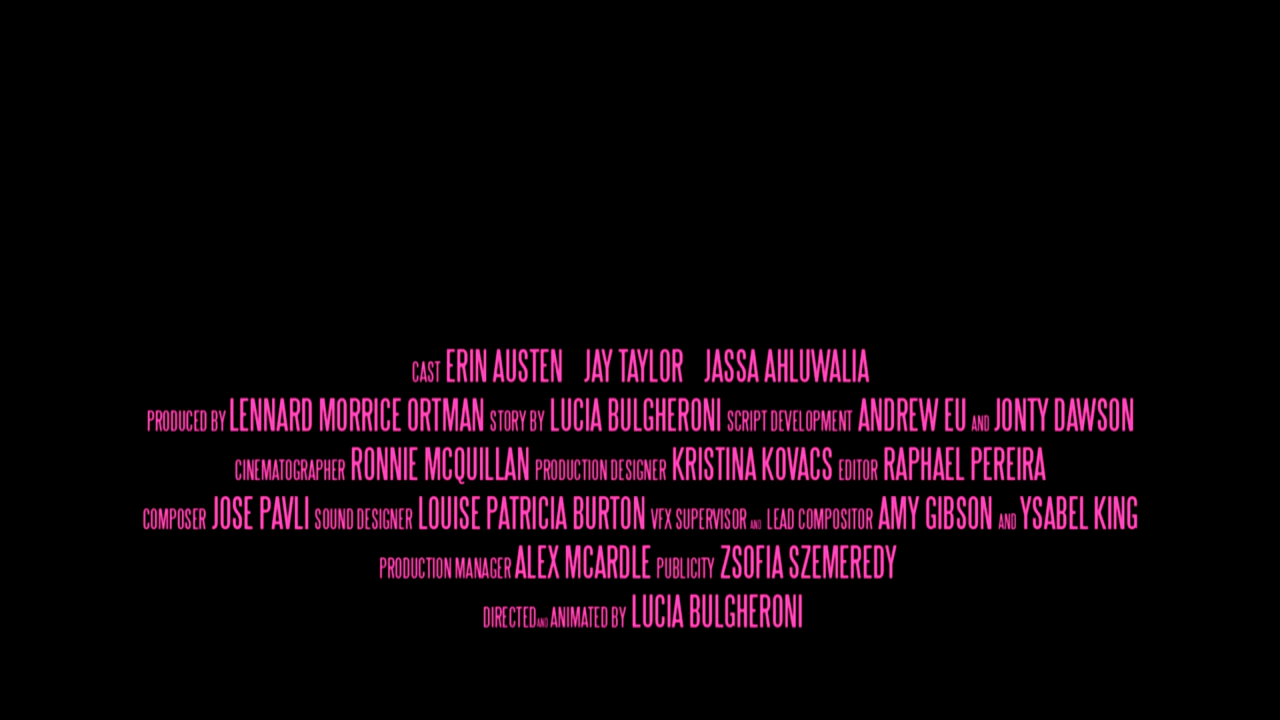 CAST ERIN AUSTEN JAY TAYLOR JASSA AHLUWALIA
PRODUCED BY LENNARD MORRICE ORTMAN STORY BY LUCIA BULGHERONI SCRIPT DEVELOPMENT ANDREW EU AND JONTY DAWSON
CINEMATOGRAPHER RONNIE MCQUILLAN PRODUCTION DESIGNER KRISTINA KOVACS EDITOR RAPHAEL PEREIRA
COMPOSER JOSE PAVLI SOUND DESIGNER LOUISE PATRICIA BURTON VFX SUPERVISOR AND LEAD COMPOSITOR AMY GIBSON AND YSABEL KING
PRODUCTION MANAGER ALEX MCARDLE PUBLICITY ZSOFIA SZEMEREDY
DIRECTED AND ANIMATED BY LUCIA BULGHERONI